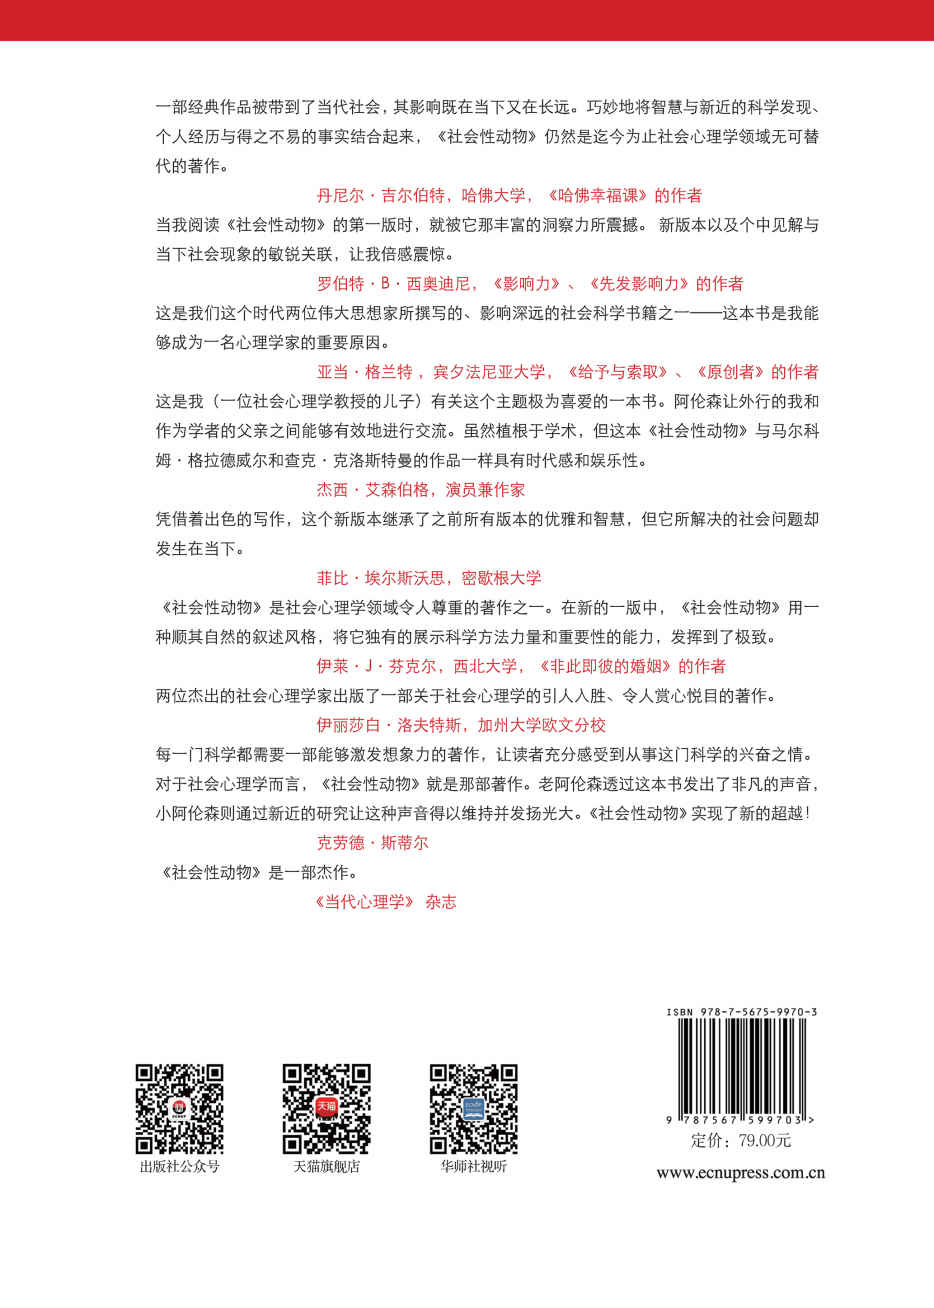 一部经典作品被带到了当代社会，其影响既在当下又在长远。巧妙地将智慧与新近的科学发现、
个人经历与得之不易的事实结合起来，《社会性动物》仍然是迄今为止社会心理学领域无可替
代的著作。
丹尼尔·吉尔伯特，哈佛大学，《哈佛幸福课》的作者
当我阅读《社会性动物》的第一版时，就被它那丰富的洞察力所震撼。 新版本以及个中见解与
当下社会现象的敏锐关联，让我倍感震惊。
罗伯特·B·西奥迪尼，《影响力》、《先发影响力》的作者
这是我们这个时代两位伟大思想家所撰写的、影响深远的社会科学书籍之一——这本书是我能
够成为一名心理学家的重要原因。
亚当·格兰特 ，宾夕法尼亚大学，《给予与索取》、《原创者》的作者
这是我（一位社会心理学教授的儿子）有关这个主题极为喜爱的一本书。阿伦森让外行的我和
作为学者的父亲之间能够有效地进行交流。虽然植根于学术，但这本《社会性动物》与马尔科
姆·格拉德威尔和查克·克洛斯特曼的作品一样具有时代感和娱乐性。
杰西·艾森伯格，演员兼作家
凭借着出色的写作，这个新版本继承了之前所有版本的优雅和智慧，但它所解决的社会问题却
发生在当下。
菲比·埃尔斯沃思，密歇根大学
《社会性动物》是社会心理学领域令人尊重的著作之一。在新的一版中，《社会性动物》用一
种顺其自然的叙述风格，将它独有的展示科学方法力量和重要性的能力，发挥到了极致。
伊莱·J·芬克尔，西北大学，《非此即彼的婚姻》的作者
两位杰出的社会心理学家出版了一部关于社会心理学的引人入胜、令人赏心悦目的著作。
伊丽莎白·洛夫特斯，加州大学欧文分校
每一门科学都需要一部能够激发想象力的著作，让读者充分感受到从事这门科学的兴奋之情。
对于社会心理学而言，《社会性动物》就是那部著作。老阿伦森透过这本书发出了非凡的声音，
小阿伦森则通过新近的研究让这种声音得以维持并发扬光大。《社会性动物》实现了新的超越！
克劳德·斯蒂尔
《社会性动物》是一部杰作。
《当代心理学》 杂志
ISBN 978-7-5675-9970-3
9 787567 599703>
定价：79.00元
www.ecnupress.com.cn
天猫
出版社公众号
天猫旗舰店
华师社视听